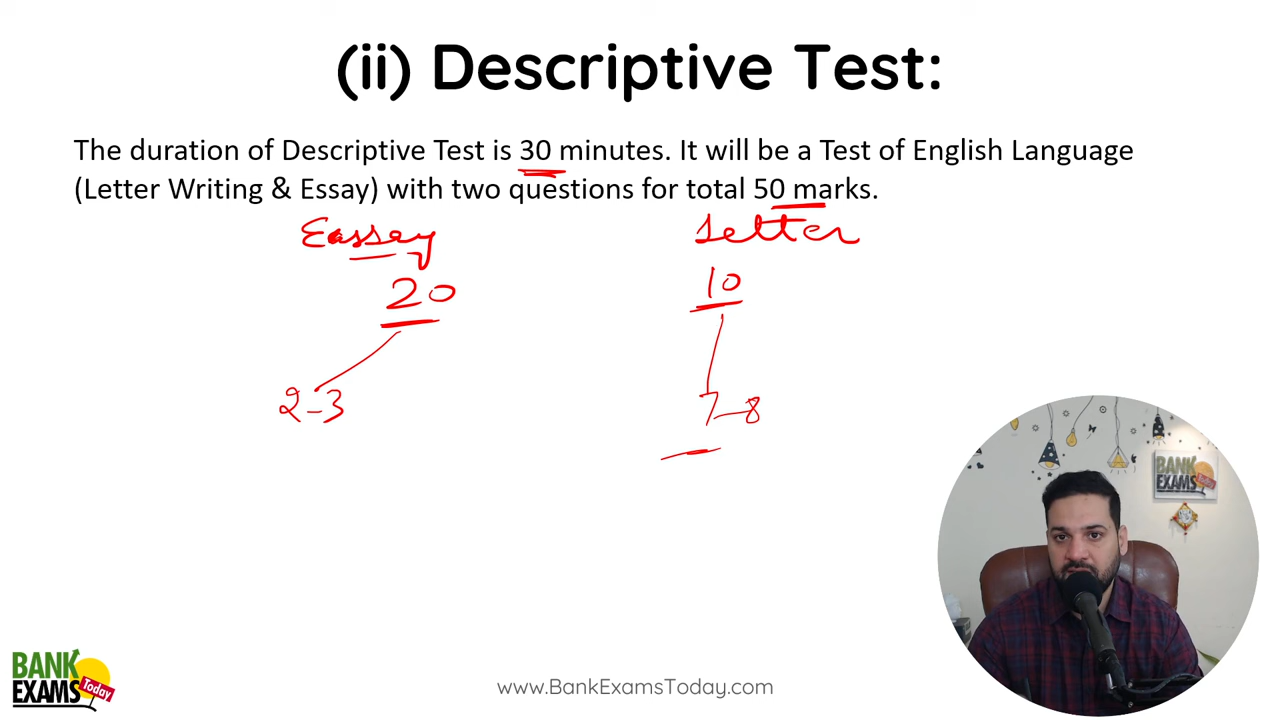 (ii) Descriptive Test:
The duration of Descriptive Test is 30 minutes. It will be a Test of English Language
(Letter Writing & Essay) with two questions for total 50 marks.
Eassay Letter
20 10
2-3 7-8
BANK
EXAMS
Today
BANK
EXAMS
Today
www.BankExamsToday.com